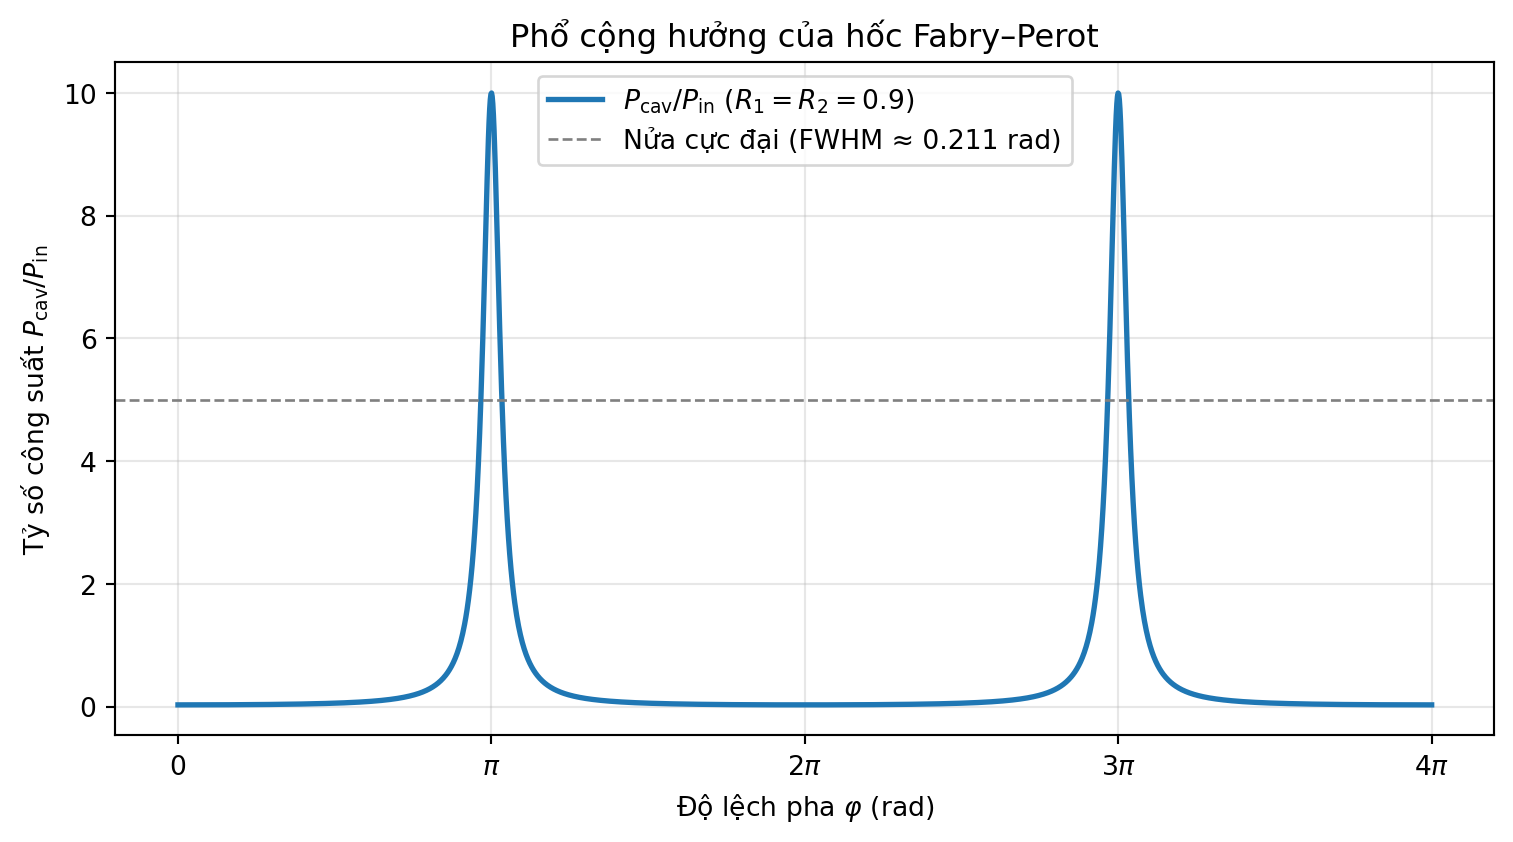 Phổ cộng hưởng của hốc Fabry–Perot
P_cav/P_in (R_1 = R_2 = 0.9)
Nửa cực đại (FWHM ≈ 0.211 rad)
Tỷ số công suất P_cav/P_in
10
8
6
4
2
0
0 π 2π 3π 4π
Độ lệch pha φ (rad)